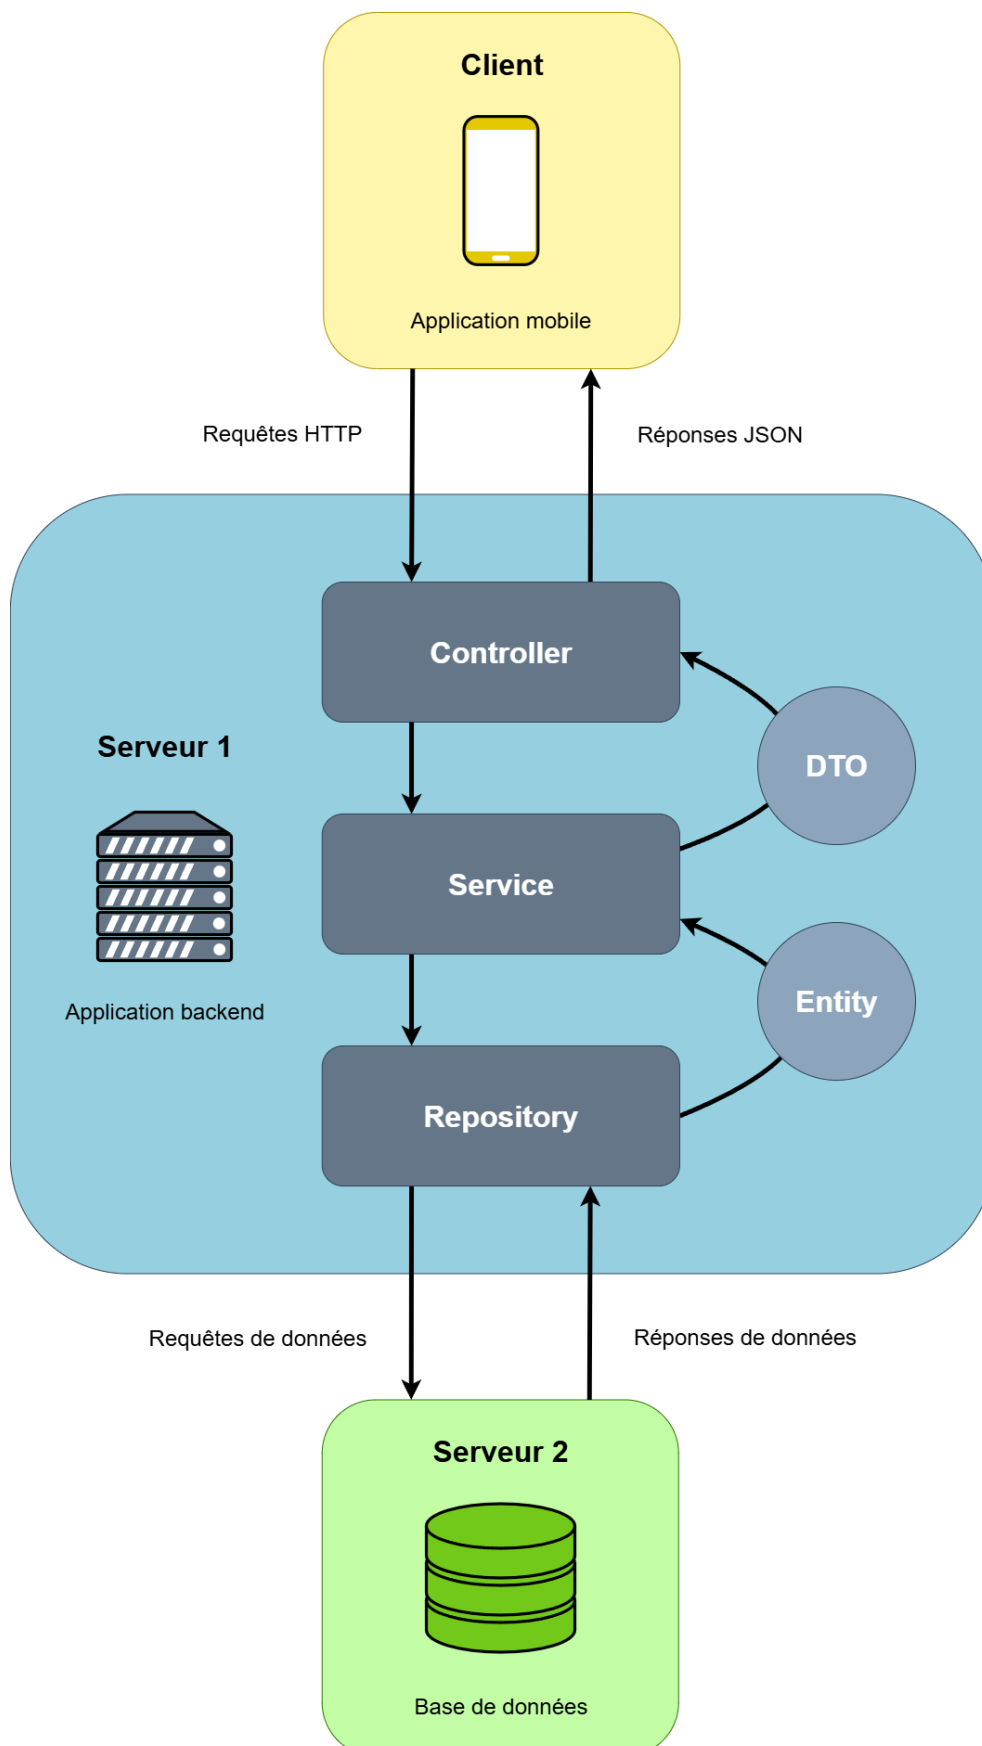 Client
Application mobile
Requêtes HTTP
Réponses JSON
Controller
Serveur 1
DTO
Service
Entity
Application backend
Repository
Requêtes de données
Réponses de données
Serveur 2
Base de données